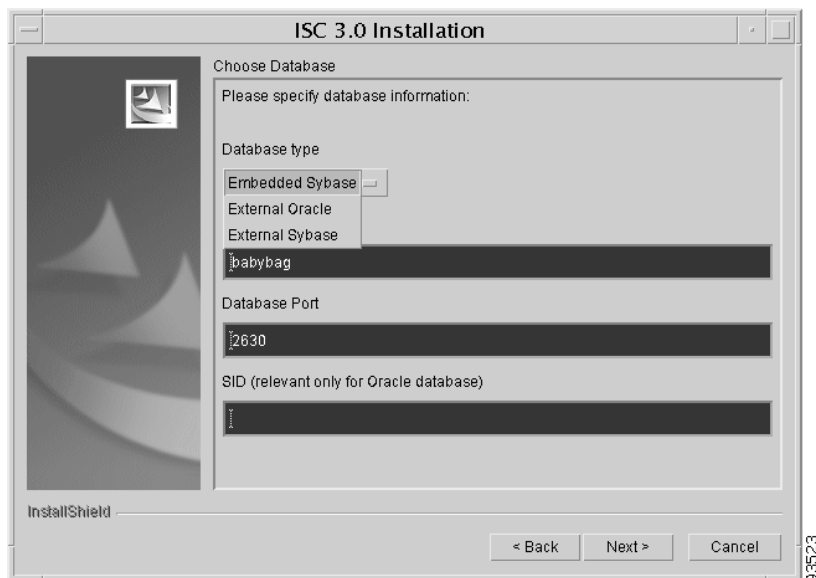 ISC 3.0 Installation
Choose Database
Please specify database information:
Database type
Embedded Sybase
External Oracle
External Sybase
babybag
Database Port
2630
SID (relevant only for Oracle database)
InstallShield
< Back
Next >
Cancel
93523